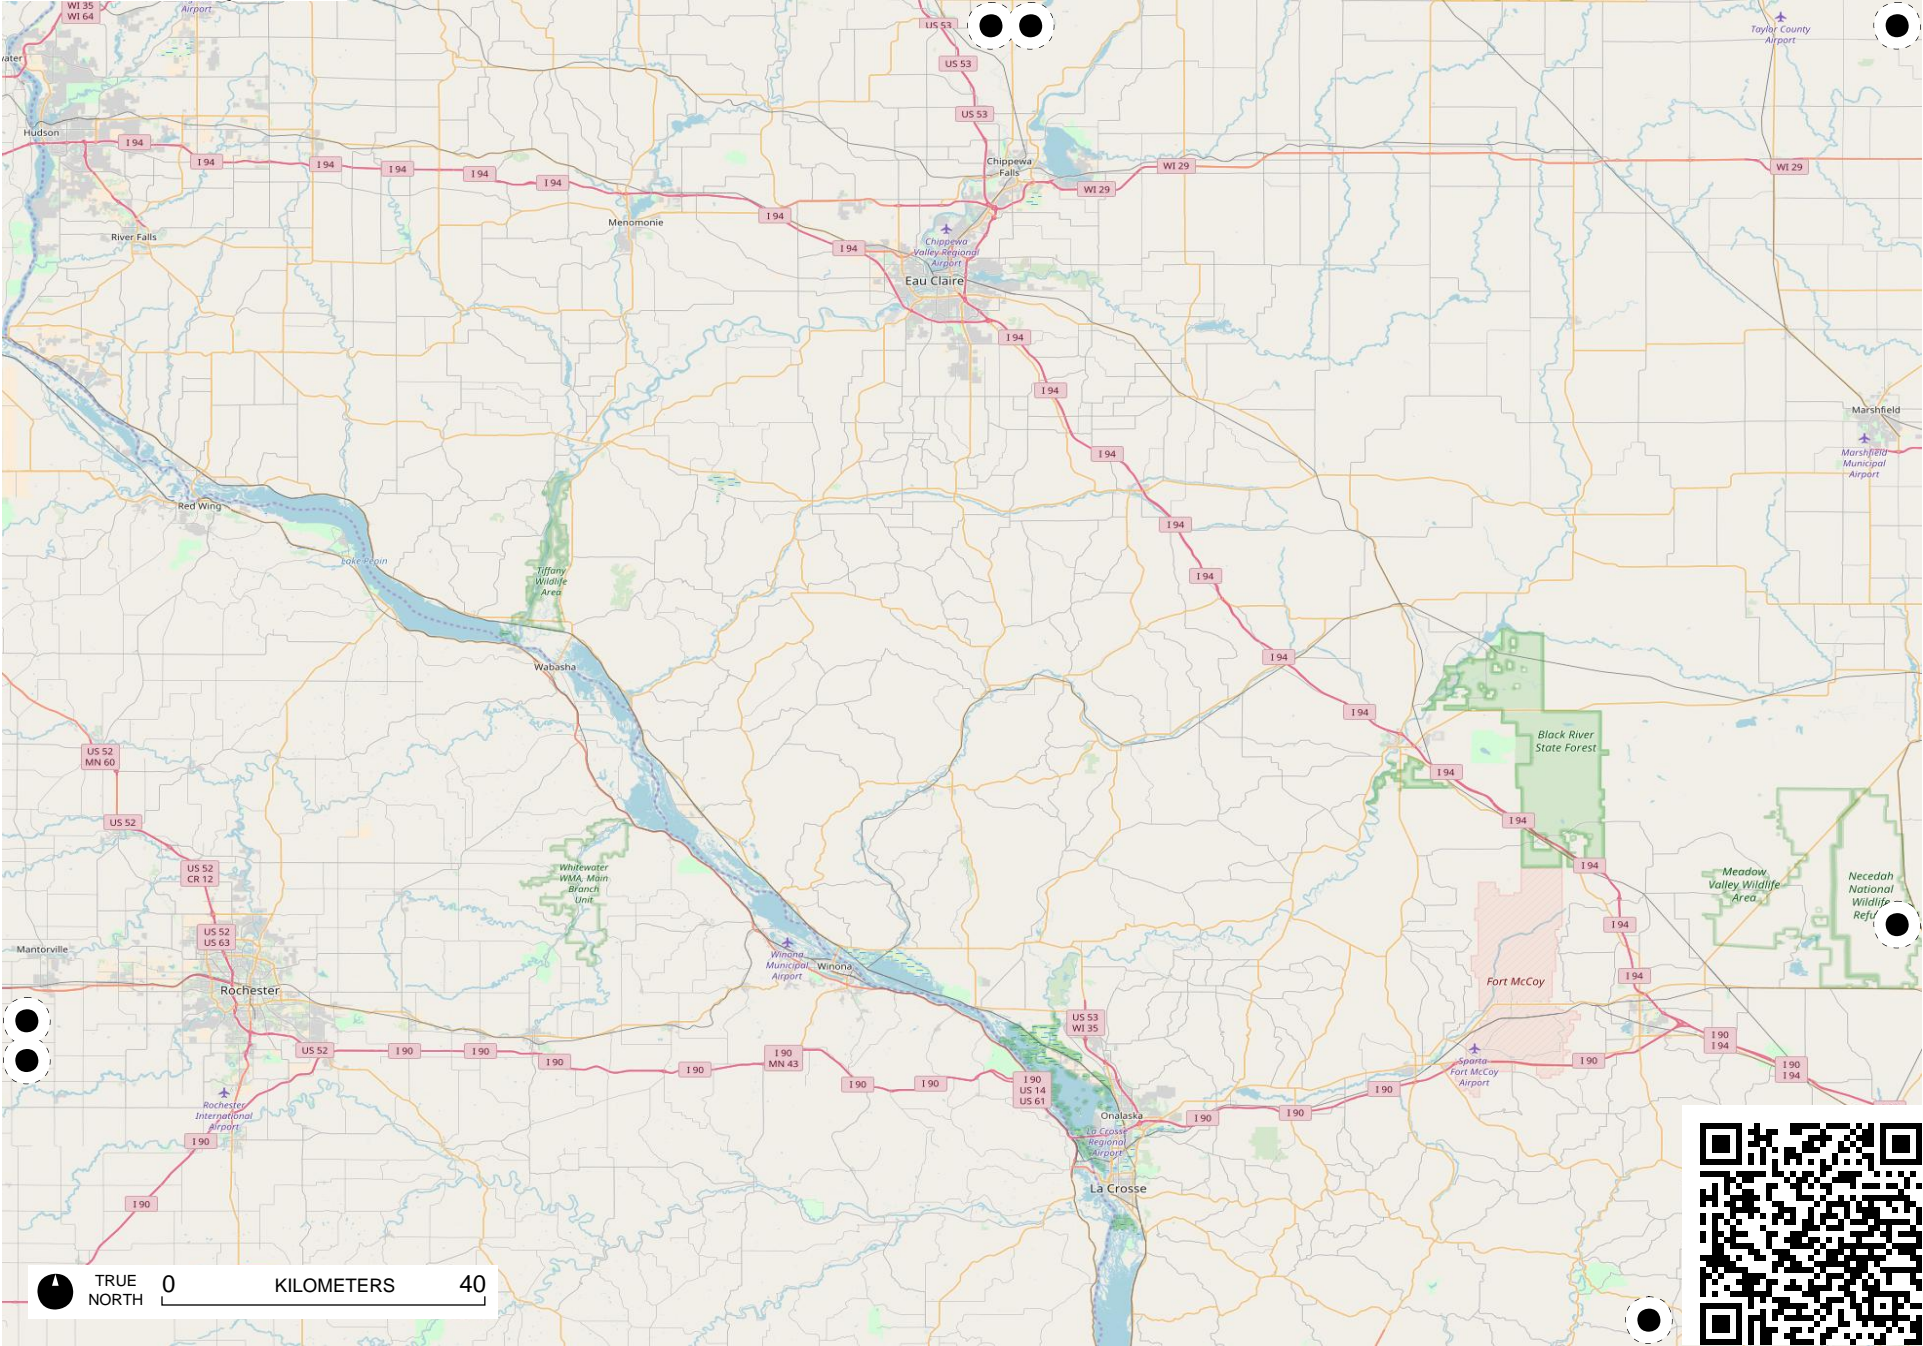 WI 35
WI 64
Airport
US 53
Taylor County
Airport
US 53
US 53
Hudson
I 94
I 94
I 94
I 94
I 94
I 94
Chippewa
Falls
WI 29
WI 29
WI 29
Menomonie
I 94
River Falls
I 94
Chippewa
Valley Regional
Airport
Eau Claire
I 94
I 94
Marshfield
I 94
Marshfield
Municipal
Airport
Red Wing
I 94
Lake Pepin
Tiffany
Wildlife
Area
I 94
Wabasha
I 94
I 94
US 52
MN 60
Black River
State Forest
I 94
US 52
I 94
US 52
CR 12
Whitewater
WMA, Main
Branch
Unit
I 94
Meadow
Valley Wildlife
Area
Necedah
National
Wildlife
US 52
US 63
I 94
Mantorville
Winona
Municipal
Airport
Winona
I 94
Fort McCoy
Rochester
US 53
WI 35
I 90
I 94
US 52
I 90
I 90
I 90
I 90
I 90
MN 43
I 90
I 90
I 90
US 14
US 61
Sparta
Fort McCoy
Airport
I 90
I 90
I 94
I 90
Rochester
International
Airport
Onalaska
I 90
I 90
I 90
La Crosse
Regional
Airport
La Crosse
I 90
TRUE
NORTH
0 KILOMETERS 40